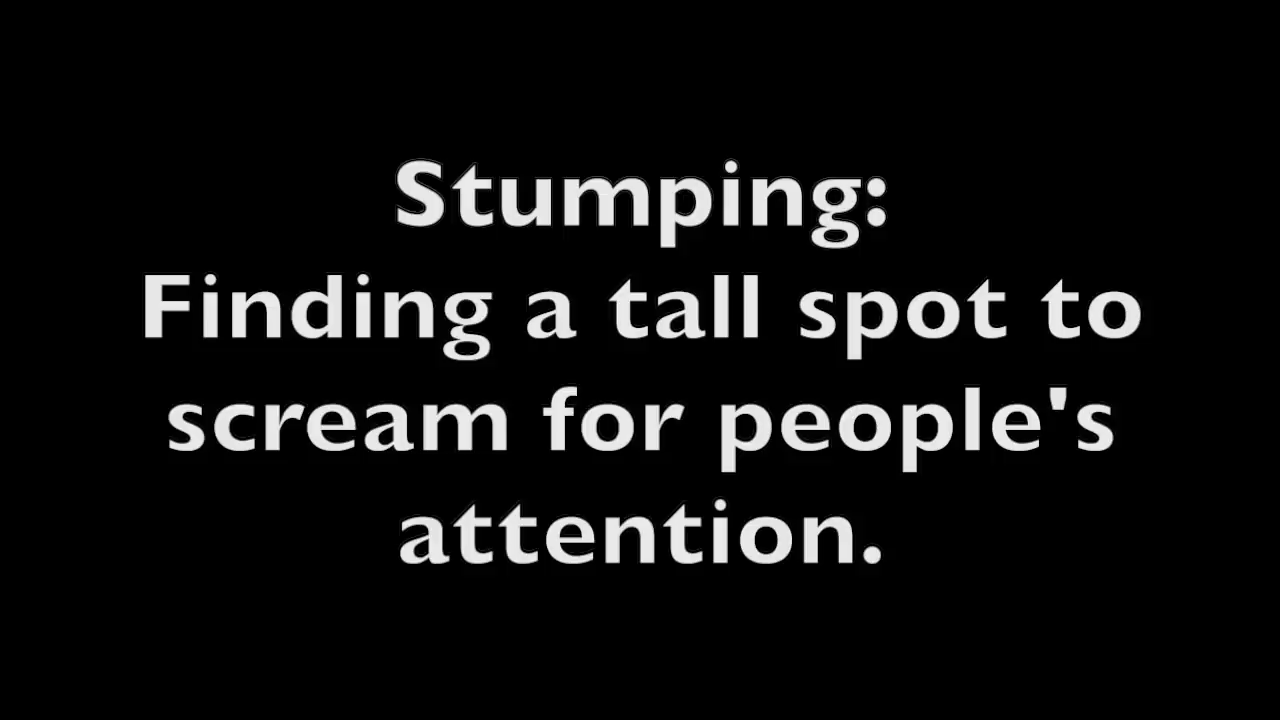 Stumping:
Finding a tall spot to
scream for people's
attention.